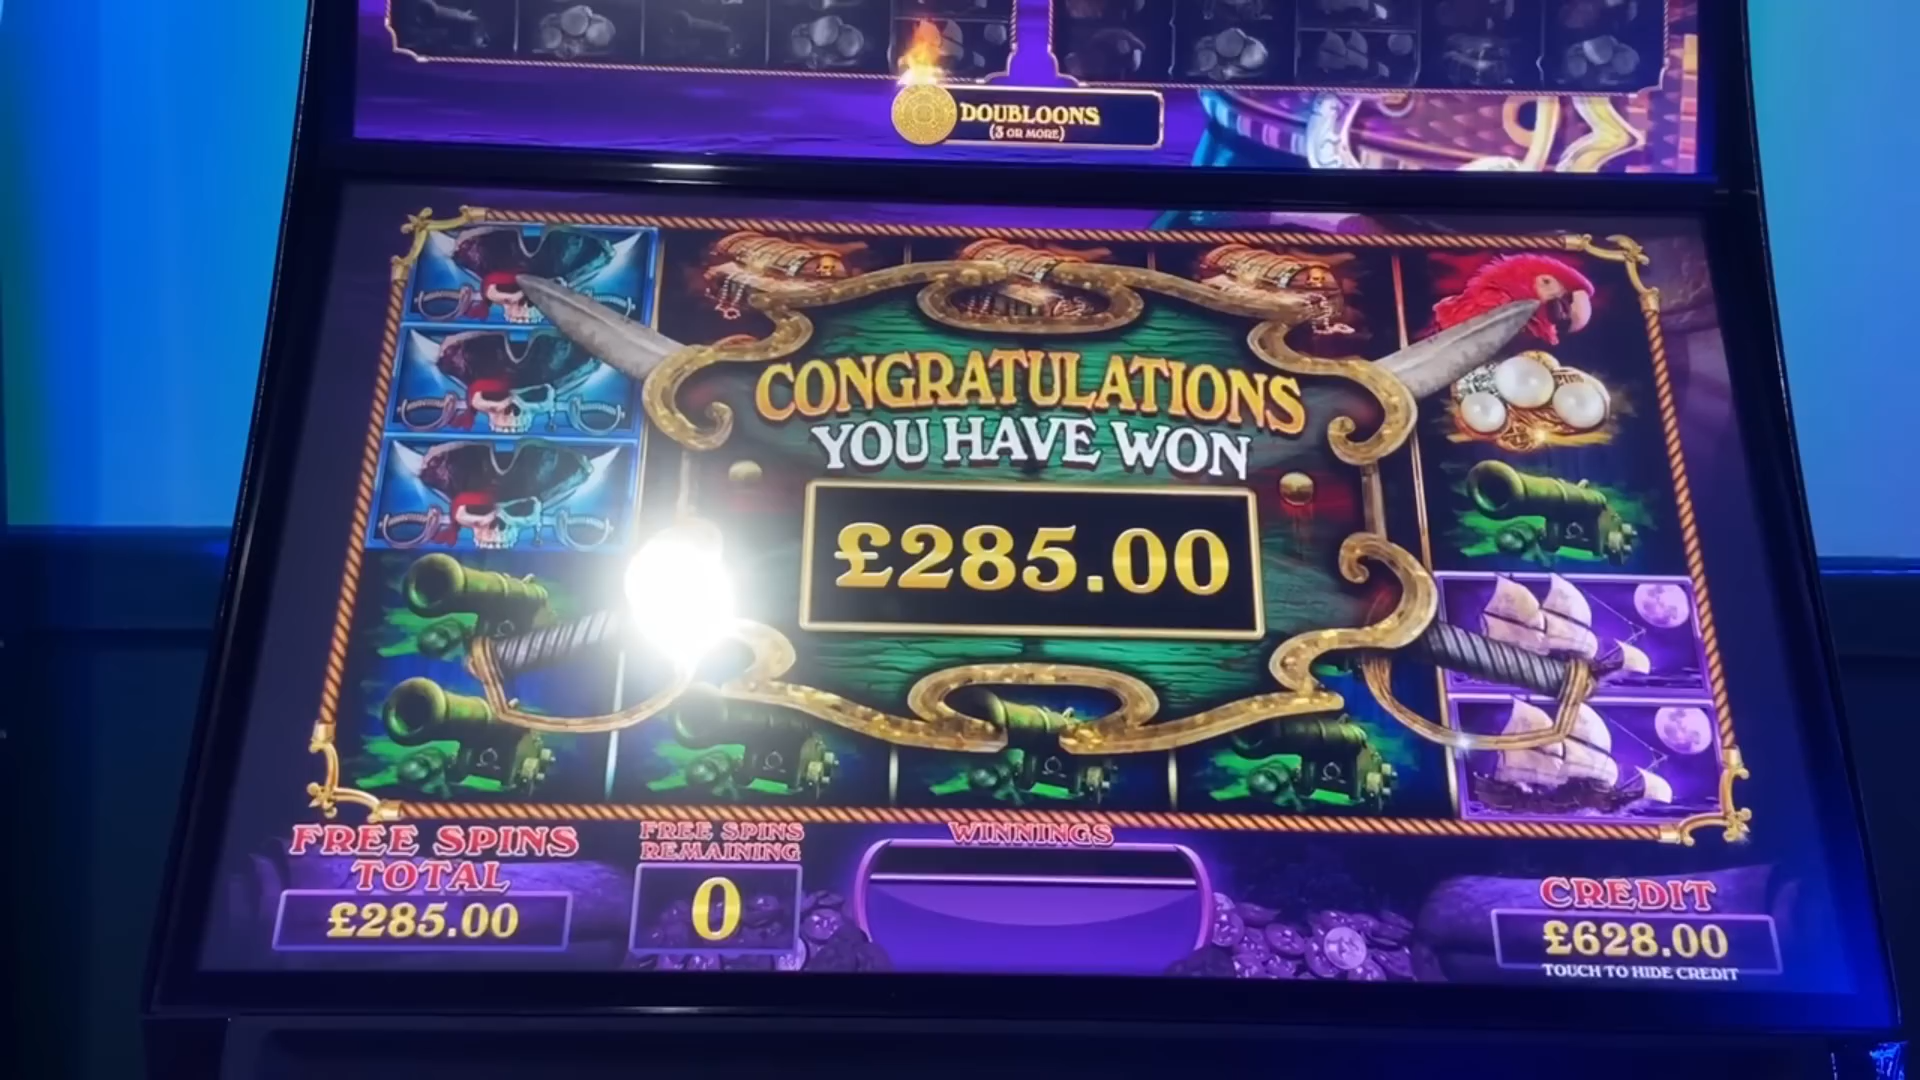 DOUBLOONS
(3 OR MORE)
CONGRATULATIONS
YOU HAVE WON
£285.00
FREE SPINS
TOTAL
£285.00
FREE SPINS
REMAINING
0
WINNINGS
CREDIT
£628.00
TOUCH TO HIDE CREDIT